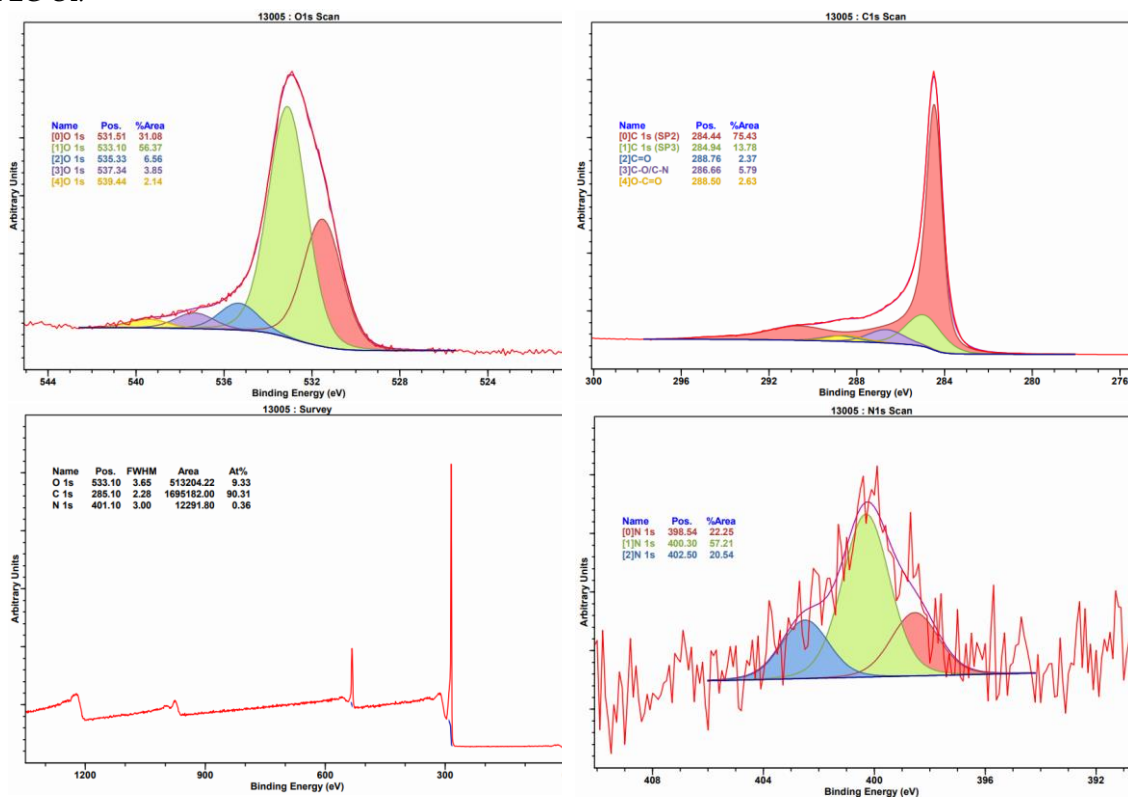 13005 : O1s Scan
Arbitrary Units
Name Pos. %Area
[0]O 1s 531.51 31.08
[1]O 1s 533.10 56.37
[2]O 1s 535.33 6.56
[3]O 1s 537.34 3.85
[4]O 1s 539.44 2.14
544 540 536 532 528 524
Binding Energy (eV)
13005 : C1s Scan
Arbitrary Units
Name Pos. %Area
[0]C 1s (SP2) 284.44 75.43
[1]C 1s (SP3) 284.94 13.78
[2]C=O 288.76 2.37
[3]C-O/C-N 286.66 5.79
[4]O-C=O 288.50 2.63
300 296 292 288 284 280 276
Binding Energy (eV)
13005 : Survey
Arbitrary Units
Name Pos. FWHM Area At%
O 1s 533.10 3.65 513204.22 9.33
C 1s 285.10 2.28 1695182.00 90.31
N 1s 401.10 3.00 12291.80 0.36
1200 900 600 300
Binding Energy (eV)
13005 : N1s Scan
Arbitrary Units
Name Pos. %Area
[0]N 1s 398.54 22.25
[1]N 1s 400.30 57.21
[2]N 1s 402.50 20.54
408 404 400 396 392
Binding Energy (eV)